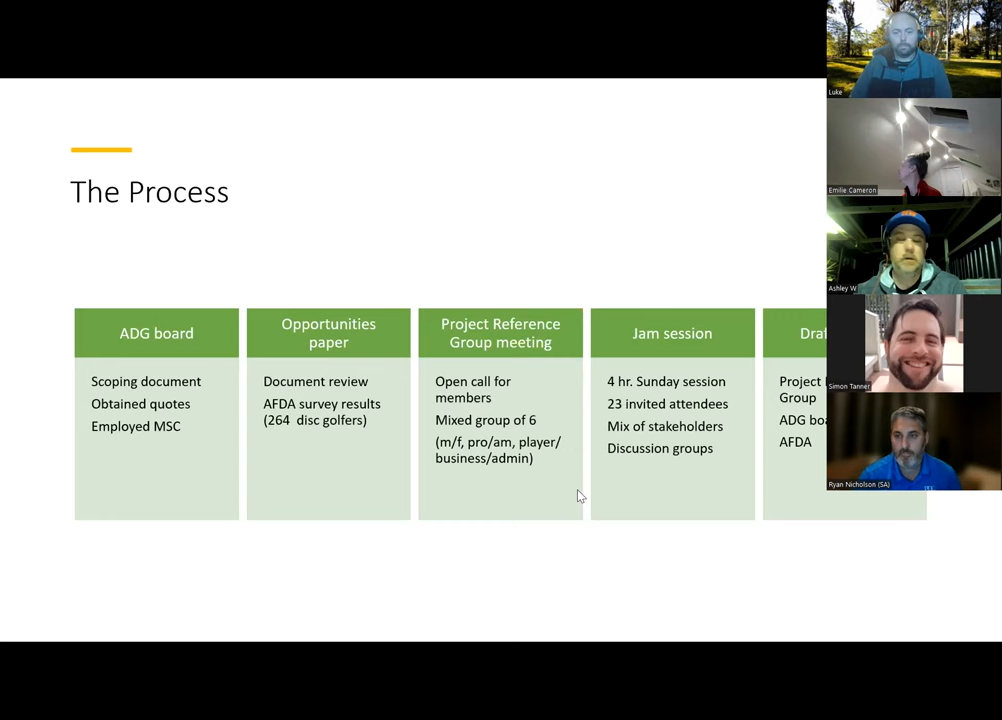 The Process
ADG board
Scoping document
Obtained quotes
Employed MSC
Opportunities
paper
Document review
AFDA survey results
(264 disc golfers)
Project Reference
Group meeting
Open call for
members
Mixed group of 6
(m/f, pro/am, player/
business/admin)
Jam session
4 hr. Sunday session
23 invited attendees
Mix of stakeholders
Discussion groups
Project
Group
ADG
AFDA
Luke
Emilie Cameron
Ashley W
Simon Tanner
Ryan Nicholson (SA)